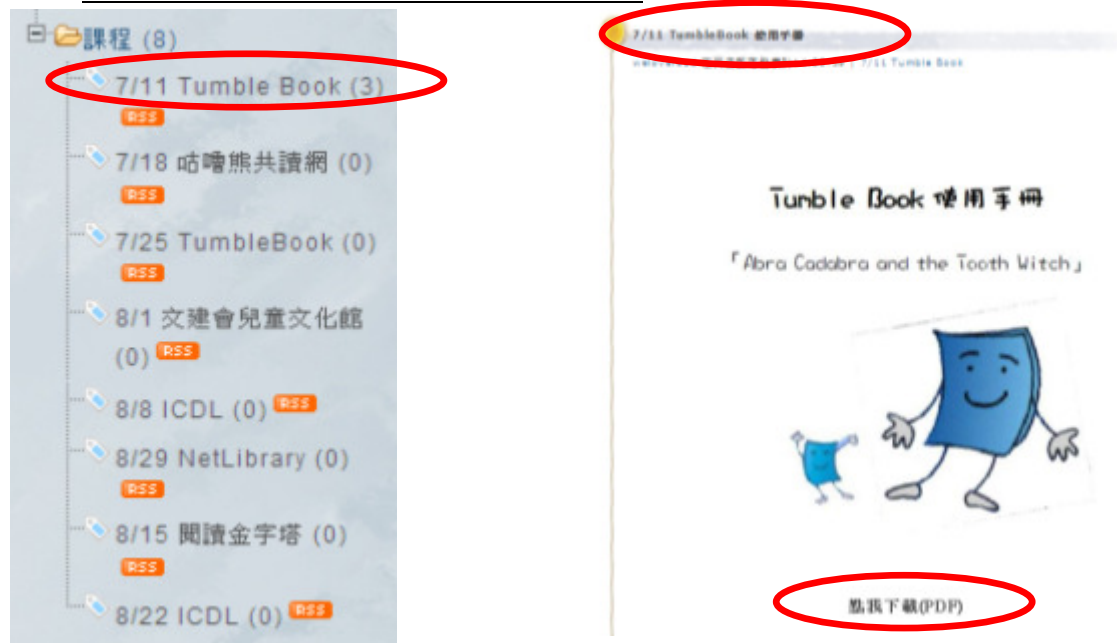 課程 (8)
7/11 Tumble Book (3)
RSS
7/18 咕嚕熊共讀網 (0)
RSS
7/25 TumbleBook (0)
RSS
8/1 文建會兒童文化館
(0) RSS
8/8 ICDL (0) RSS
8/29 NetLibrary (0)
RSS
8/15 閱讀金字塔 (0)
RSS
8/22 ICDL (0) RSS
7/11 TumbleBook 使用手冊
7/11 Tumble Book
Tumble Book 使用手冊
「Abra Cadabra and the Tooth Witch」
點我下載(PDF)